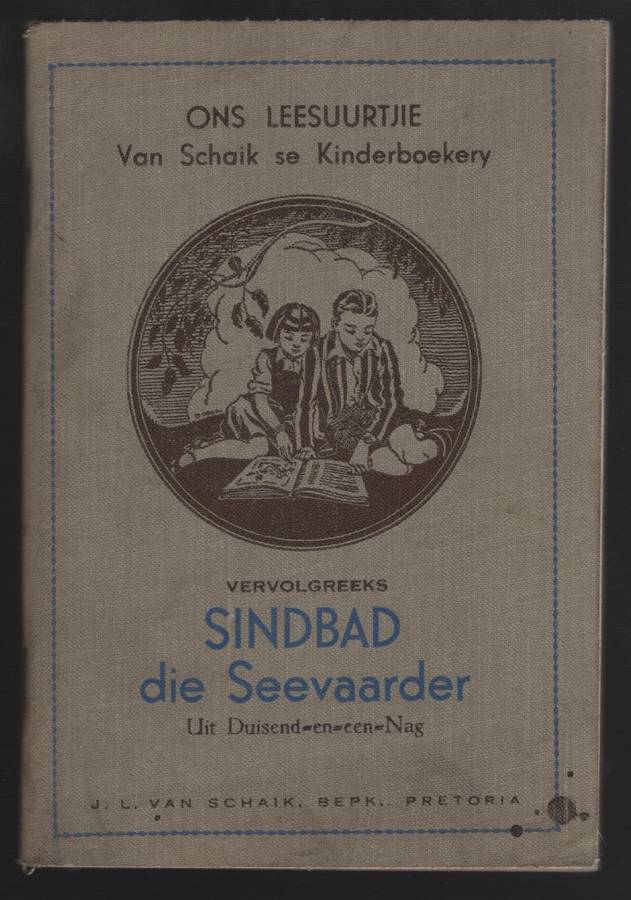 ONS LEESUURTJIE
Van Schaik se Kinderboekery
VERVOLGREEKS
SINDBAD
die Seevaarder
Uit Duisend-en-een-Nag
J. L. VAN SCHAIK, BEPK., PRETORIA